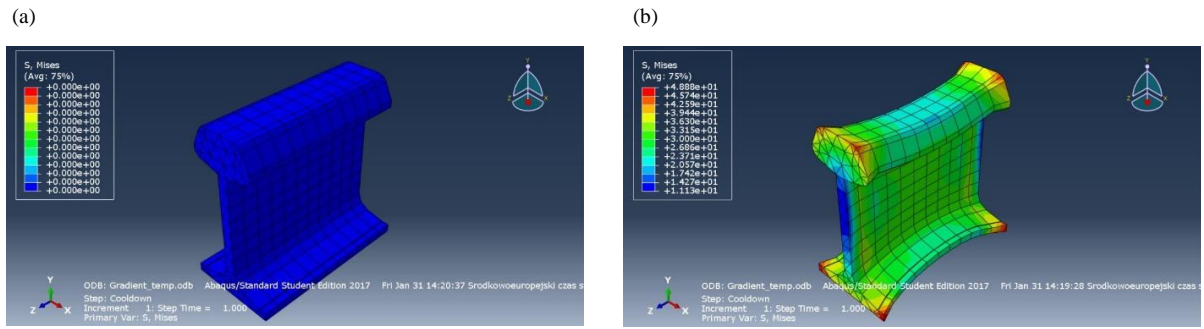 (a)
(b)
S, Mises
(Avg: 75%)
+0.000e+00
+0.000e+00
+0.000e+00
+0.000e+00
+0.000e+00
+0.000e+00
+0.000e+00
+0.000e+00
+0.000e+00
+0.000e+00
+0.000e+00
+0.000e+00
+0.000e+00
Y
Z
X
Y
Z
X
ODB: Gradient_temp.odb Abaqus/Standard Student Edition 2017 Fri Jan 31 14:20:37 Srodkowoeuropejski czas s
Step: Cooldown
Increment 1: Step Time = 1.000
Primary Var: S, Mises
S, Mises
(Avg: 75%)
+4.888e+01
+4.574e+01
+4.259e+01
+3.944e+01
+3.630e+01
+3.315e+01
+3.000e+01
+2.686e+01
+2.371e+01
+2.057e+01
+1.742e+01
+1.427e+01
+1.113e+01
Y
Z
X
Y
Z
X
ODB: Gradient_temp.odb Abaqus/Standard Student Edition 2017 Fri Jan 31 14:19:28 Srodkowoeuropejski czas s
Step: Cooldown
Increment 1: Step Time = 1.000
Primary Var: S, Mises